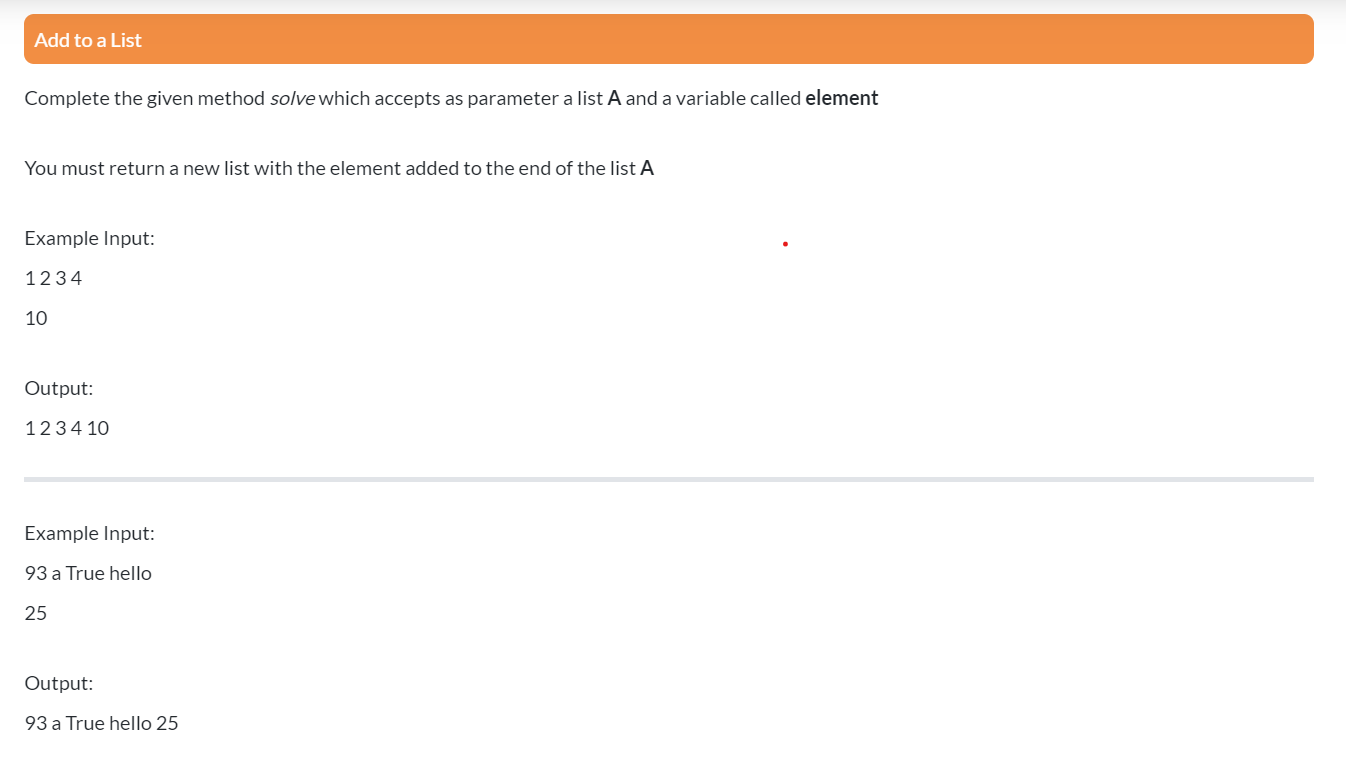 Add to a List
Complete the given method solve which accepts as parameter a list A and a variable called element
You must return a new list with the element added to the end of the list A
Example Input:
1 2 3 4
10
Output:
1 2 3 4 10
Example Input:
93 a True hello
25
Output:
93 a True hello 25